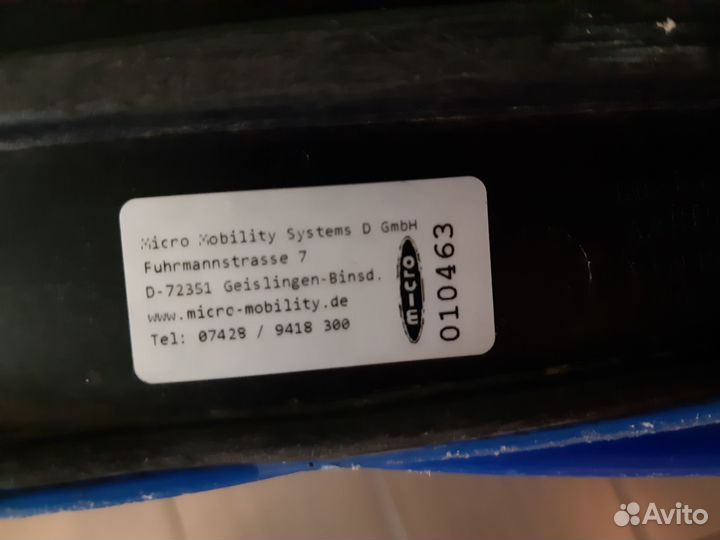 Micro Mobility Systems D GmbH
Fuhrmannstrasse 7
D-72351 Geislingen-Binsd.
www.micro-mobility.de
Tel: 07428 / 9418 300
micro
010463
Avito